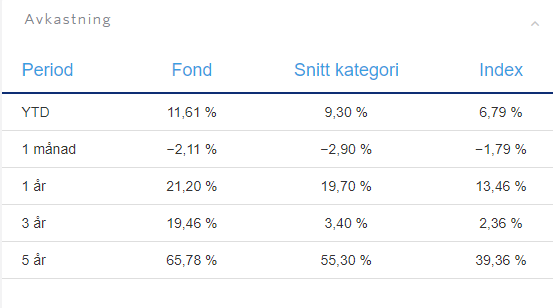 Avkastning
Period Fond Snitt kategori Index
YTD 11,61 % 9,30 % 6,79 %
1 månad −2,11 % −2,90 % −1,79 %
1 år 21,20 % 19,70 % 13,46 %
3 år 19,46 % 3,40 % 2,36 %
5 år 65,78 % 55,30 % 39,36 %